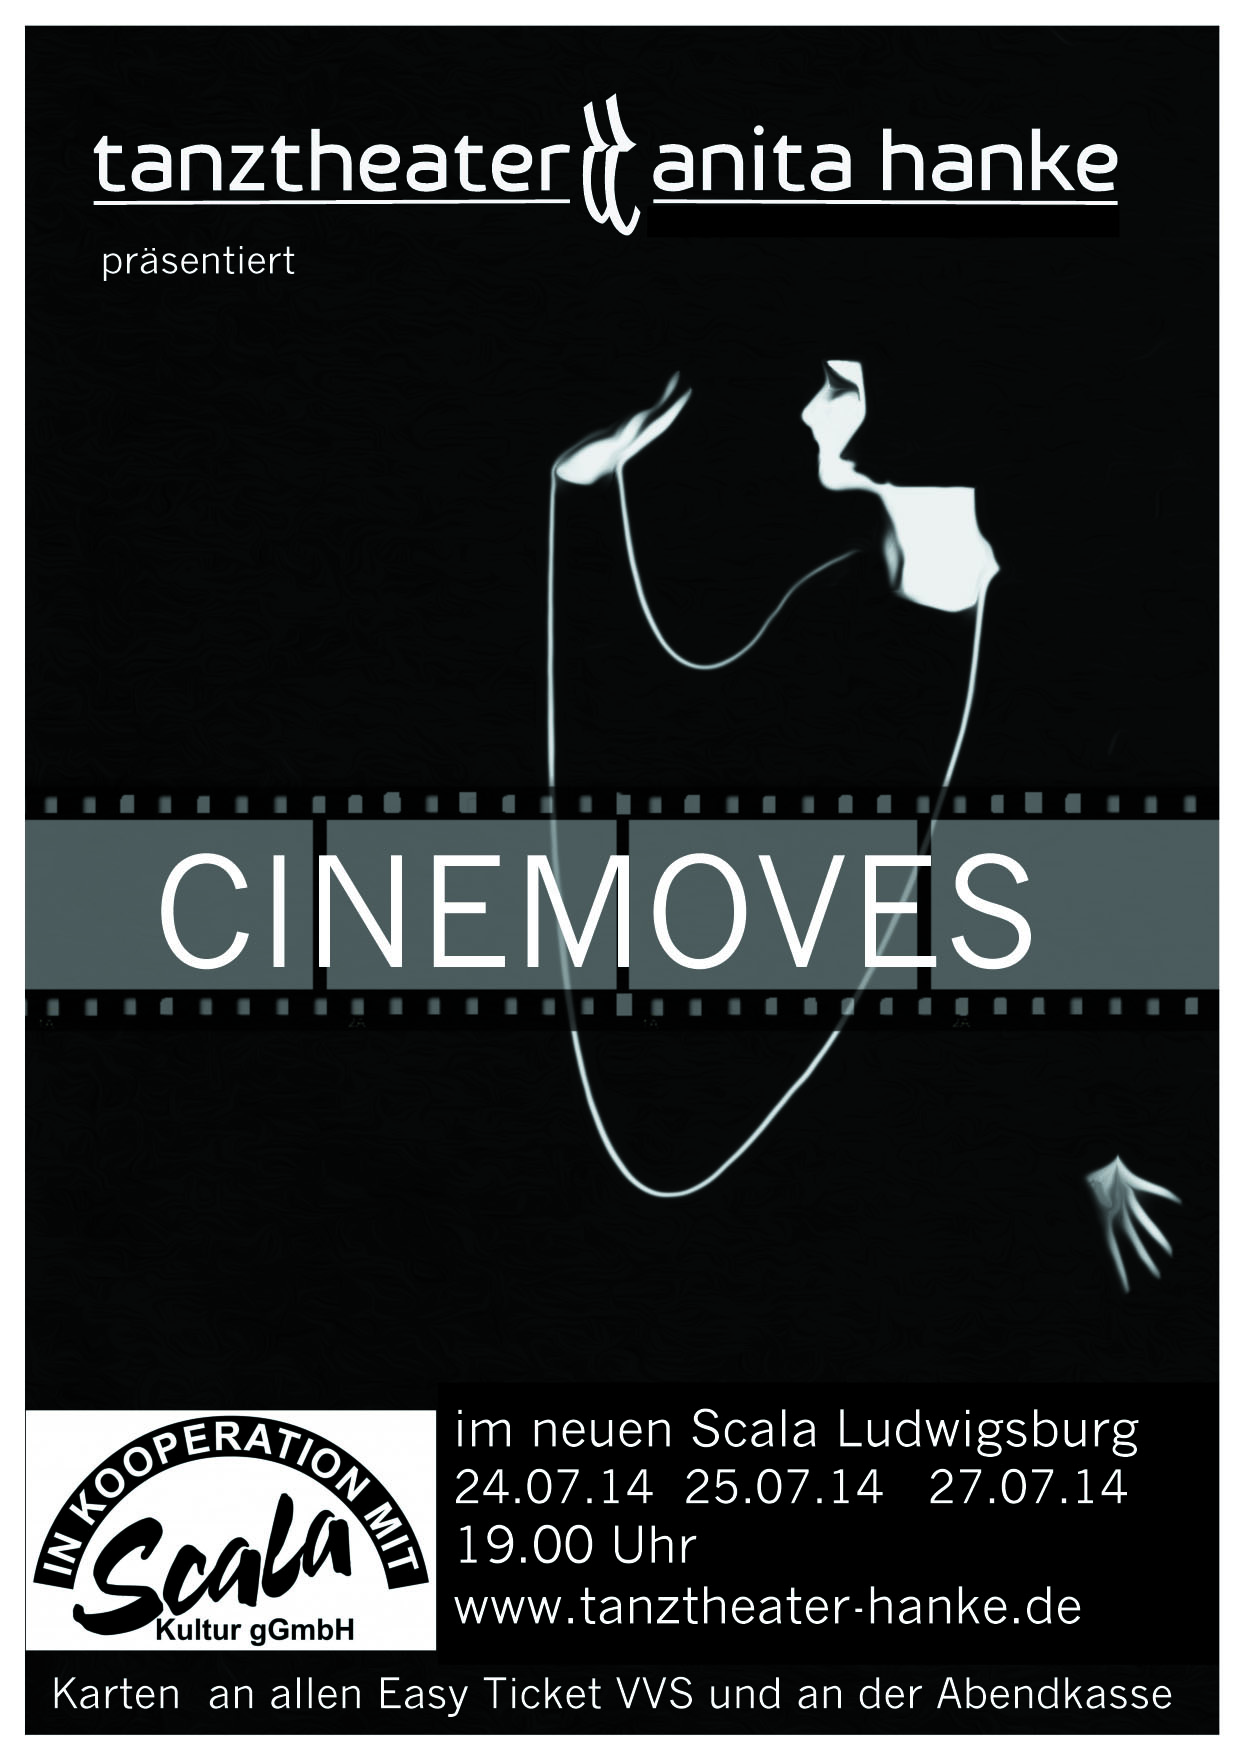 tanztheater anita hanke
präsentiert
CINEMOVES
IN KOOPERATION MIT
Scala
Kultur gGmbH
im neuen Scala Ludwigsburg
24.07.14 25.07.14 27.07.14
19.00 Uhr
www.tanztheater-hanke.de
Karten an allen Easy Ticket VVS und an der Abendkasse